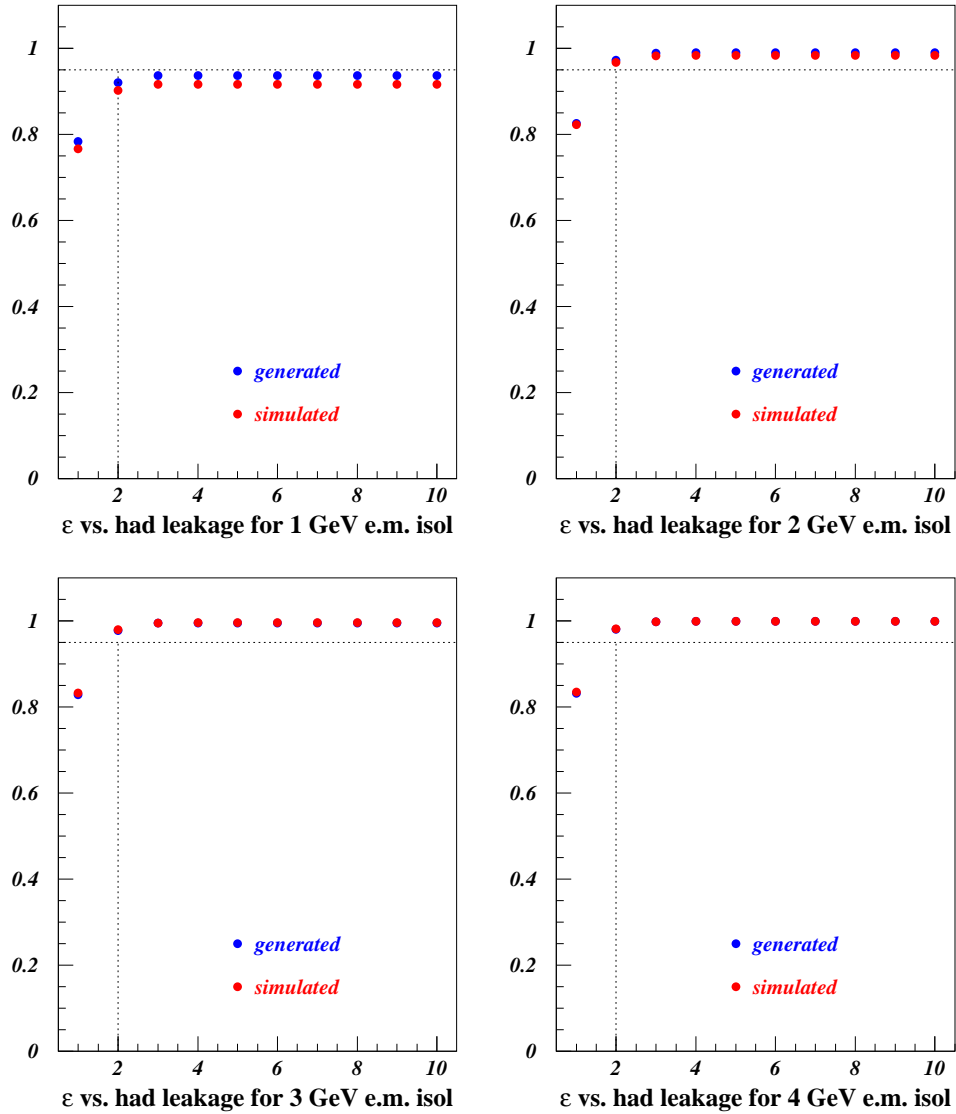 1
0.8
0.6
0.4
0.2
0
generated
simulated
2 4 6 8 10
ε vs. had leakage for 1 GeV e.m. isol
1
0.8
0.6
0.4
0.2
0
generated
simulated
2 4 6 8 10
ε vs. had leakage for 2 GeV e.m. isol
1
0.8
0.6
0.4
0.2
0
generated
simulated
2 4 6 8 10
ε vs. had leakage for 3 GeV e.m. isol
1
0.8
0.6
0.4
0.2
0
generated
simulated
2 4 6 8 10
ε vs. had leakage for 4 GeV e.m. isol